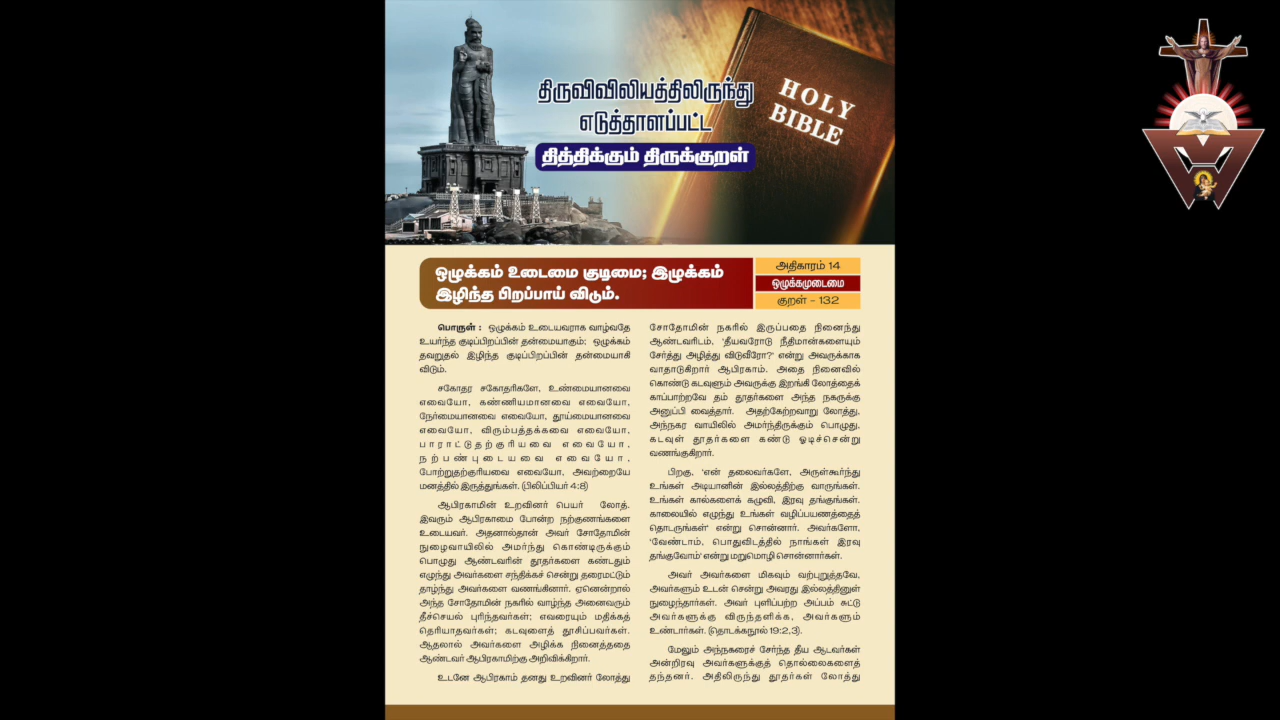 திருவிவிலியத்திலிருந்து
எடுத்தாளப்பட்ட
தித்திக்கும் திருக்குறள்
HOLY
BIBLE
ஒழுக்கம் உடைமை குடிமை; இழுக்கம்
இழிந்த பிறப்பாய் விடும்.
அதிகாரம் 14
ஒழுக்கமுடைமை
குறள் - 132
பொருள் : ஒழுக்கம் உடையவராக வாழ்வதே
உயர்ந்த குடிப்பிறப்பின் தன்மையாகும்; ஒழுக்கம்
தவறுதல் இழிந்த குடிப்பிறப்பின் தன்மையாகி
விடும்.
சகோதர சகோதரிகளே, உண்மையானவை
எவையோ, கண்ணியமானவை எவையோ,
நேர்மையானவை எவையோ, தூய்மையானவை
எவையோ, விரும்பத்தக்கவை எவையோ,
பாராட்டுதற்குரியவை எவையோ,
நற்பண்புடையவை எவையோ,
போற்றுதற்குரியவை எவையோ, அவற்றையே
மனத்தில் இருத்துங்கள். (பிலிப்பியர் 4:8)
ஆபிரகாமின் உறவினர் பெயர் லோத்.
இவரும் ஆபிரகாமை போன்ற நற்குணங்களை
உடையவர். அதனால்தான் அவர் சோதோமின்
நுழைவாயிலில் அமர்ந்து கொண்டிருக்கும்
பொழுது ஆண்டவரின் தூதர்களை கண்டதும்
எழுந்து அவர்களை சந்திக்கச் சென்று தரைமட்டும்
தாழ்ந்து அவர்களை வணங்கினார். ஏனென்றால்
அந்த சோதோமின் நகரில் வாழ்ந்த அனைவரும்
தீச்செயல் புரிந்தவர்கள்; எவரையும் மதிக்கத்
தெரியாதவர்கள்; கடவுளைத் தூசிப்பவர்கள்.
ஆதலால் அவர்களை அழிக்க நினைத்ததை
ஆண்டவர் ஆபிரகாமிற்கு அறிவிக்கிறார்.
உடனே ஆபிரகாம் தனது உறவினர் லோத்து
சோதோமின் நகரில் இருப்பதை நினைந்து
ஆண்டவரிடம், 'தீயவரோடு நீதிமான்களையும்
சேர்த்து அழித்து விடுவீரோ?' என்று அவருக்காக
வாதாடுகிறார் ஆபிரகாம். அதை நினைவில்
கொண்டு கடவுளும் அவருக்கு இறங்கி லோத்தைக்
காப்பாற்றவே தம் தூதர்களை அந்த நகருக்கு
அனுப்பி வைத்தார். அதற்கேற்றவாறு லோத்து,
அந்நகர வாயிலில் அமர்ந்திருக்கும் பொழுது,
கடவுள் தூதர்களை கண்டு ஓடிச்சென்று
வணங்குகிறார்.
பிறகு, 'என் தலைவர்களே, அருள்கூர்ந்து
உங்கள் அடியானின் இல்லத்திற்கு வாருங்கள்.
உங்கள் கால்களைக் கழுவி, இரவு தங்குங்கள்.
காலையில் எழுந்து உங்கள் வழிப்பயணத்தைத்
தொடருங்கள்' என்று சொன்னார். அவர்களோ,
'வேண்டாம், பொதுவிடத்தில் நாங்கள் இரவு
தங்குவோம்' என்று மறுமொழி சொன்னார்கள்.
அவர் அவர்களை மிகவும் வற்புறுத்தவே,
அவர்களும் உடன் சென்று அவரது இல்லத்தினுள்
நுழைந்தார்கள். அவர் புளிப்பற்ற அப்பம் சுட்டு
அவர்களுக்கு விருந்தளிக்க, அவர்களும்
உண்டார்கள். (தொடக்கநூல் 19:2,3).
மேலும் அந்நகரைச் சேர்ந்த தீய ஆடவர்கள்
அன்றிரவு அவர்களுக்குத் தொல்லைகளைத்
தந்தனர். அதிலிருந்து தூதர்கள் லோத்து